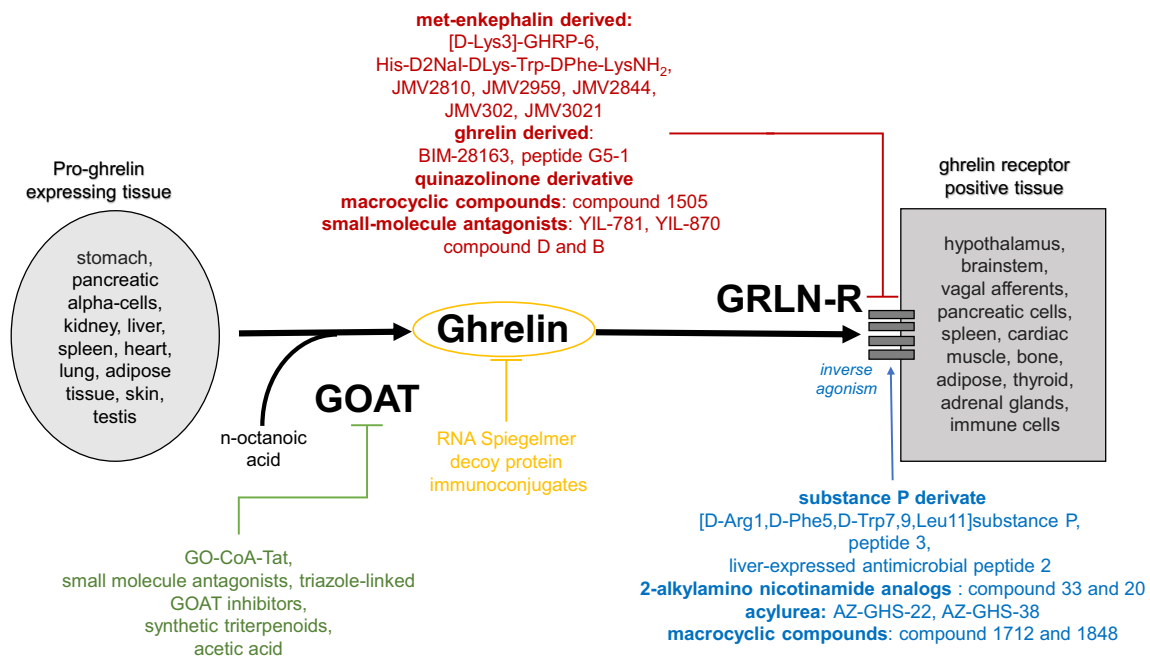 met-enkephalin derived:
[D-Lys3]-GHRP-6,
His-D2Nal-DLys-Trp-DPhe-LysNH2,
JMV2810, JMV2959, JMV2844,
JMV302, JMV3021
ghrelin derived:
BIM-28163, peptide G5-1
quinazolinone derivative
macrocyclic compounds: compound 1505
small-molecule antagonists: YIL-781, YIL-870
compound D and B
Pro-ghrelin
expressing tissue
stomach,
pancreatic
alpha-cells,
kidney, liver,
spleen, heart,
lung, adipose
tissue, skin,
testis
n-octanoic
acid
GOAT
Ghrelin
GRLN-R
inverse
agonism
ghrelin receptor
positive tissue
hypothalamus,
brainstem,
vagal afferents,
pancreatic cells,
spleen, cardiac
muscle, bone,
adipose, thyroid,
adrenal glands,
immune cells
RNA Spiegelmer
decoy protein
immunoconjugates
GO-CoA-Tat,
small molecule antagonists, triazole-linked
GOAT inhibitors,
synthetic triterpenoids,
acetic acid
substance P derivate
[D-Arg1,D-Phe5,D-Trp7,9,Leu11]substance P,
peptide 3,
liver-expressed antimicrobial peptide 2
2-alkylamino nicotinamide analogs : compound 33 and 20
acylurea: AZ-GHS-22, AZ-GHS-38
macrocyclic compounds: compound 1712 and 1848